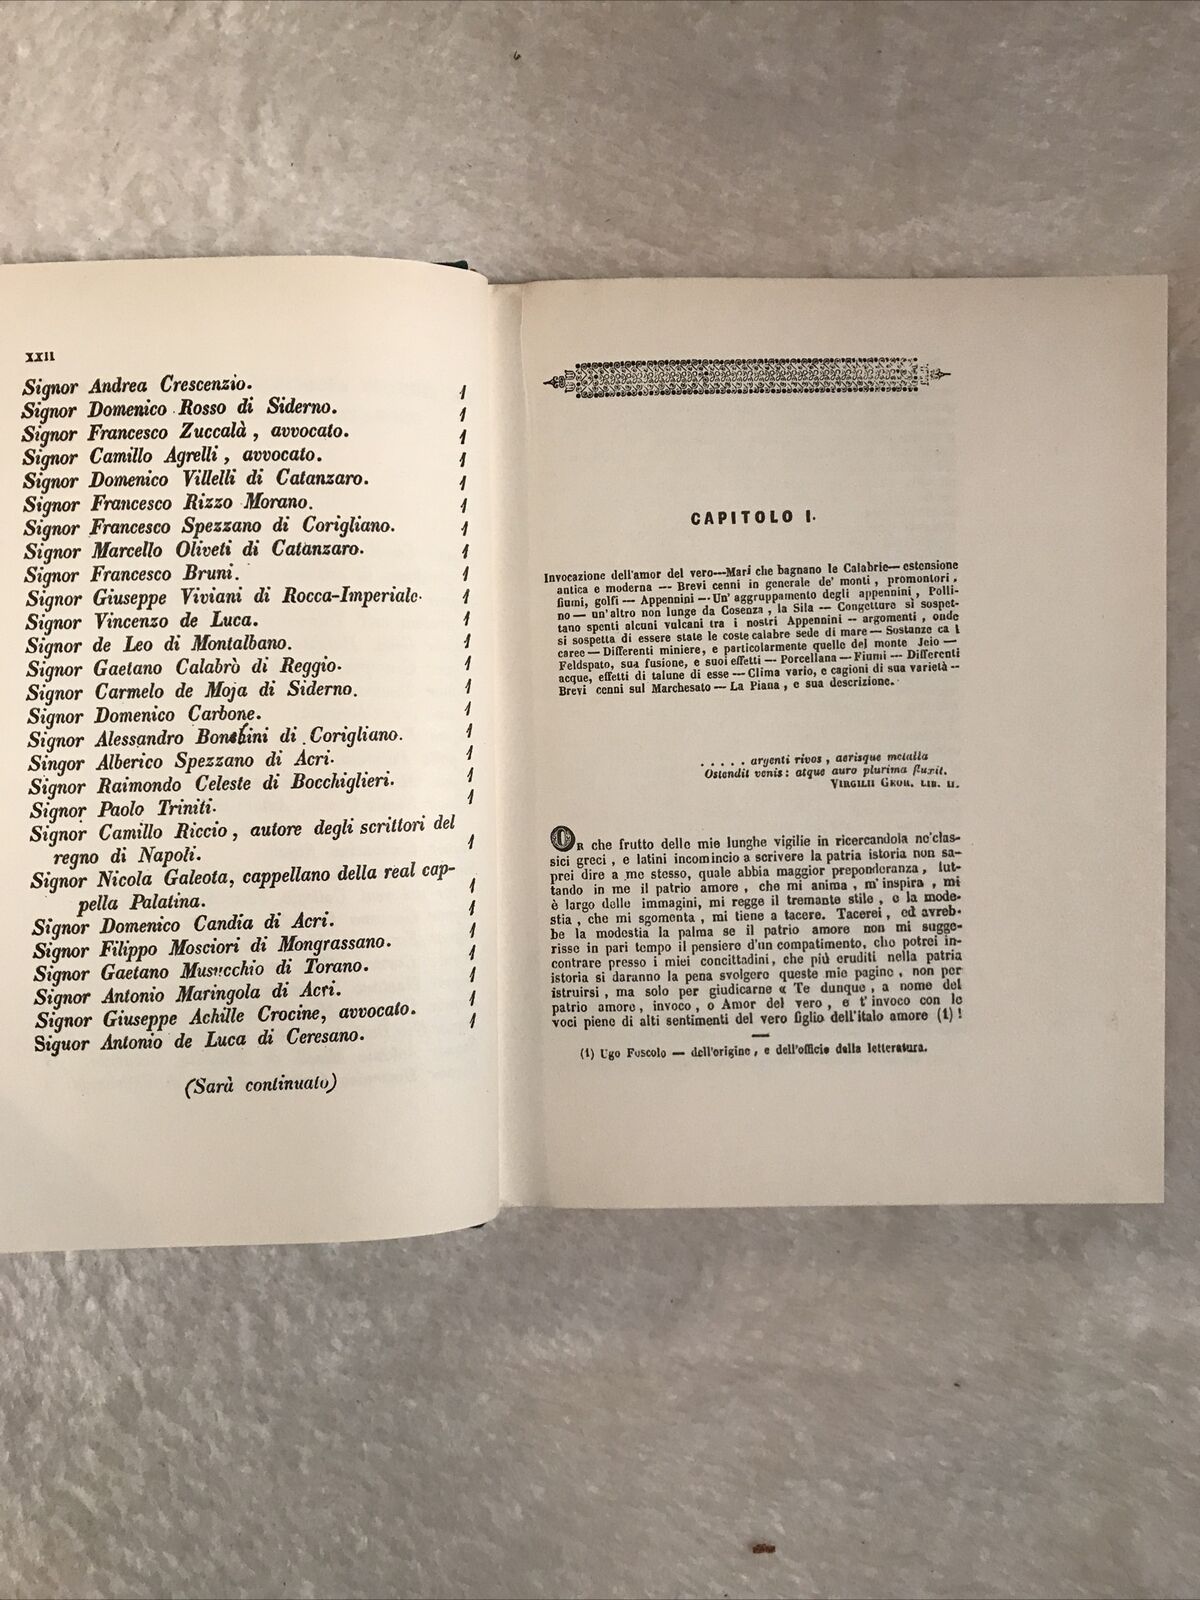 XXII
Signor Andrea Crescenzio. 1
Signor Domenico Rosso di Siderno. 1
Signor Francesco Zuccalà, avvocato. 1
Signor Camillo Agrelli, avvocato. 1
Signor Domenico Villelli di Catanzaro. 1
Signor Francesco Rizzo Morano. 1
Signor Francesco Spezzano di Corigliano. 1
Signor Marcello Oliveti di Catanzaro. 1
Signor Francesco Bruni. 1
Signor Giuseppe Viviani di Rocca-Imperiale. 1
Signor Vincenzo de Luca. 1
Signor de Leo di Montalbano. 1
Signor Gaetano Calabrò di Reggio. 1
Signor Carmelo de Moja di Siderno. 1
Signor Domenico Carbone. 1
Signor Alessandro di Corigliano. 1
Singor Alberico Spezzano di Acri. 1
Signor Raimondo Celeste di Bocchiglieri. 1
Signor Paolo Triniti. 1
Signor Camillo Riccio, autore degli scrittori del
regno di Napoli. 1
Signor Nicola Galeota, cappellano della real cap-
pella Palatina. 1
Signor Domenico Candia di Acri. 1
Signor Filippo Mosciori di Mongrassano. 1
Signor Gaetano Musacchio di Torano. 1
Signor Antonio Maringola di Acri. 1
Signor Giuseppe Achille Crocine, avvocato. 1
Siguor Antonio de Luca di Ceresano. 1
(Sarà continuato)
CAPITOLO I.
Invocazione dell'amor del vero—Mari che bagnano le Calabrie—estensione
antica e moderna — Brevi cenni in generale de' monti, promontori,
fiumi, golfi — Appennini — Un' aggruppamento degli appennini, Polli-
no — un'altro non lunge da Cosenza, la Sila — Congetture si sospet-
tano spenti alcuni vulcani tra i nostri Appennini — argomenti, onde
si sospetta di essere state le coste calabre sede di mare — Sostanze ca l
caree — Differenti miniere, e particolarmente quelle del monte Jeio —
Feldspato, sua fusione, e suoi effetti — Porcellana — Fiumi — Differenti
acque, effetti di talune di esse — Clima vario, e cagioni di sua varietà —
Brevi cenni sul Marchesato — La Piana, e sua descrizione.
. . . . . argenti rivos, aerisque metalla
Ostendit venis: atque auro plurima fluxit.
VIRGILII GEOR. LIB. II.
OR che frutto delle mie lunghe vigilie in ricercandola ne'clas-
sici greci, e latini incomincio a scrivere la patria istoria non sa-
prei dire a me stesso, quale abbia maggior preponderanza, lut-
tando in me il patrio amore, che mi anima, m'inspira, mi
è largo delle immagini, mi regge il tremante stile, e la mode-
stia, che mi sgomenta, mi tiene a tacere. Tacerei, ed avreb-
be la modestia la palma se il patrio amore non mi sugge-
risse in pari tempo il pensiere d'un compatimento, che potrei in-
contrare presso i miei concittadini, che più eruditi nella patria
istoria si daranno la pena svolgere queste mie pagine, non per
istruirsi, ma solo per giudicarne « Te dunque, a nome del
patrio amore, invoco, o Amor del vero, e t'invoco con le
voci piene di alti sentimenti del vero figlio dell'italo amore (1)!
(1) Ugo Fuscolo — dell'origine, e dell'officio della letteratura.